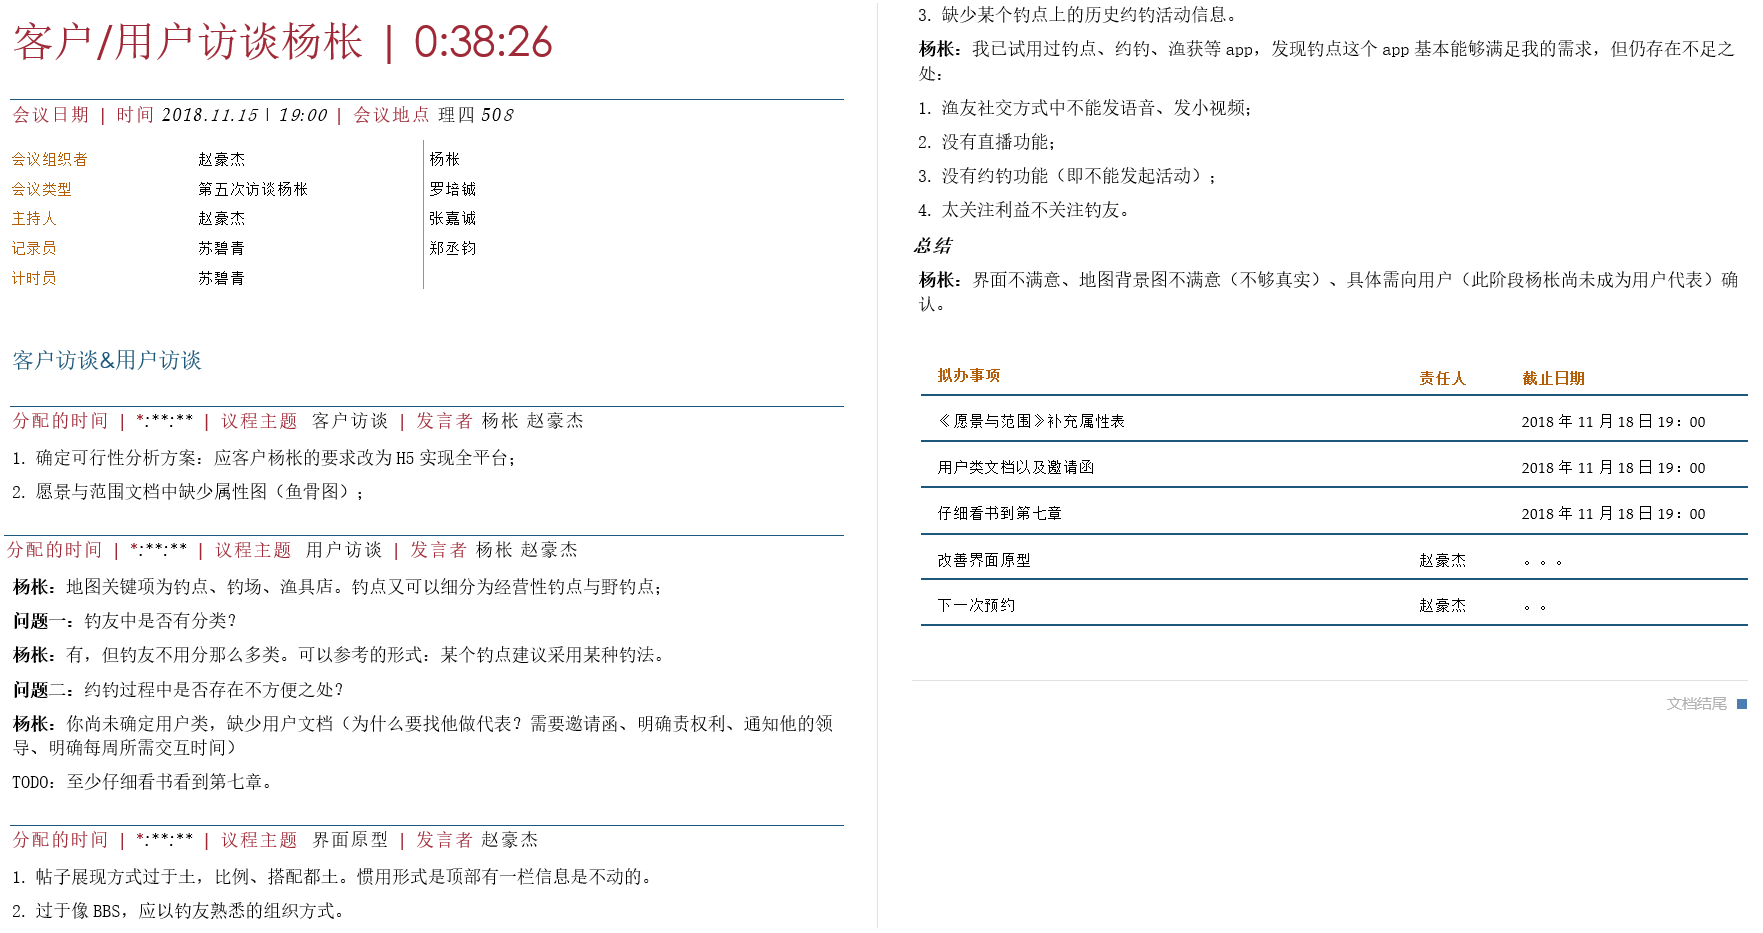 客户/用户访谈杨枨 | 0:38:26
会议日期 | 时间 2018.11.15 | 19:00 | 会议地点 理四 508
会议组织者 赵豪杰 杨枨
会议类型 第五次访谈杨枨 罗培铖
主持人 赵豪杰 张嘉诚
记录员 苏碧青 郑丞钧
计时员 苏碧青
客户访谈&用户访谈
分配的时间 | *:**:** | 议程主题 客户访谈 | 发言者 杨枨 赵豪杰
1. 确定可行性分析方案：应客户杨枨的要求改为 H5 实现全平台；
2. 愿景与范围文档中缺少属性图（鱼骨图）；
分配的时间 | *:**:** | 议程主题 用户访谈 | 发言者 杨枨 赵豪杰
杨枨：地图关键项为钓点、钓场、渔具店。钓点又可以细分为经营性钓点与野钓点；
问题一：钓友中是否有分类？
杨枨：有，但钓友不用分那么多类。可以参考的形式：某个钓点建议采用某种钓法。
问题二：约钓过程中是否存在不方便之处？
杨枨：你尚未确定用户类，缺少用户文档（为什么要找他做代表？需要邀请函、明确责权利、通知他的领
导、明确每周所需交互时间）
TODO：至少仔细看书看到第七章。
分配的时间 | *:**:** | 议程主题 界面原型 | 发言者 赵豪杰
1. 帖子展现方式过于土，比例、搭配都土。惯用形式是顶部有一栏信息是不动的。
2. 过于像 BBS，应以钓友熟悉的组织方式。
3. 缺少某个钓点上的历史约钓活动信息。
杨枨：我已试用过钓点、约钓、渔获等 app，发现钓点这个 app 基本能够满足我的需求，但仍存在不足之
处：
1. 渔友社交方式中不能发语音、发小视频；
2. 没有直播功能；
3. 没有约钓功能（即不能发起活动）；
4. 太关注利益不关注钓友。
总结
杨枨：界面不满意、地图背景图不满意（不够真实）、具体需向用户（此阶段杨枨尚未成为用户代表）确
认。
拟办事项 责任人 截止日期
《愿景与范围》补充属性表 2018 年 11 月 18 日 19：00
用户类文档以及邀请函 2018 年 11 月 18 日 19：00
仔细看书到第七章 2018 年 11 月 18 日 19：00
改善界面原型 赵豪杰 。。。
下一次预约 赵豪杰 。。
文档结尾